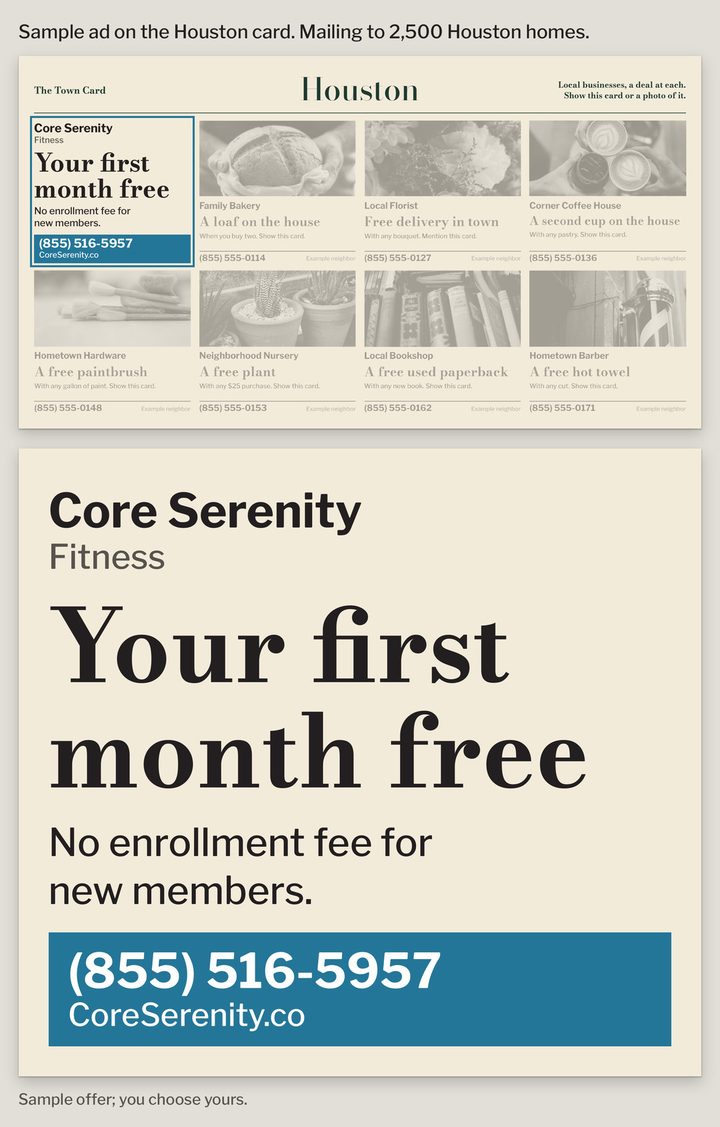 Sample ad on the Houston card. Mailing to 2,500 Houston homes.
The Town Card
Houston
Local businesses, a deal at each.
Show this card or a photo of it.
Core Serenity
Fitness
Your first
month free
No enrollment fee for
new members.
(855) 516-5957
CoreSerenity.co
Family Bakery
A loaf on the house
When you buy two. Show this card.
(855) 555-0114 Example neighbor
Local Florist
Free delivery in town
With any bouquet. Mention this card.
(855) 555-0127 Example neighbor
Corner Coffee House
A second cup on the house
With any pastry. Show this card.
(855) 555-0136 Example neighbor
Hometown Hardware
A free paintbrush
With any gallon of paint. Show this card.
(855) 555-0148 Example neighbor
Neighborhood Nursery
A free plant
With any $25 purchase. Show this card.
(855) 555-0153 Example neighbor
Local Bookshop
A free used paperback
With any new book. Show this card.
(855) 555-0162 Example neighbor
Hometown Barber
A free hot towel
With any cut. Show this card.
(855) 555-0171 Example neighbor
Core Serenity
Fitness
Your first
month free
No enrollment fee for
new members.
(855) 516-5957
CoreSerenity.co
Sample offer; you choose yours.